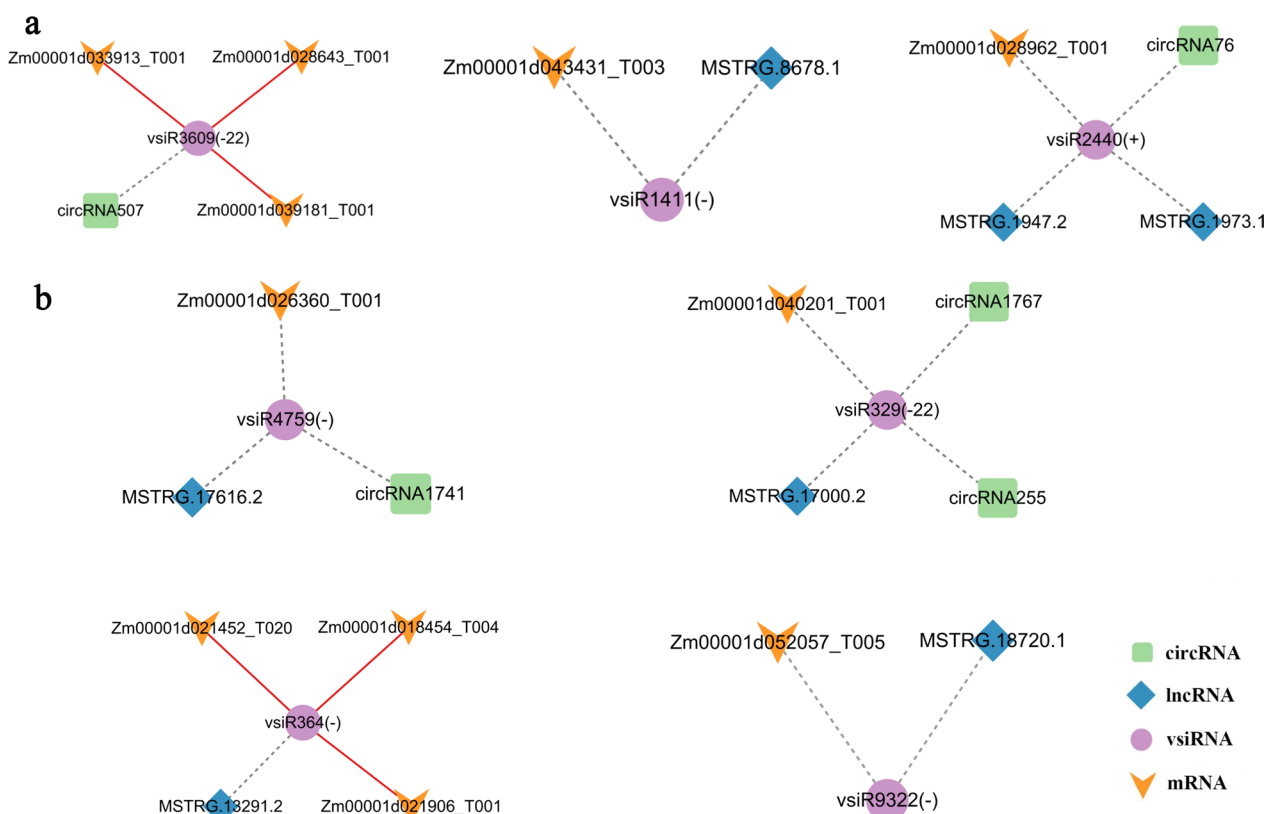 a
Zm00001d033913_T001
Zm00001d028643_T001
vsiR3609(-22)
circRNA507
Zm00001d039181_T001
Zm00001d043431_T003
MSTRG.8678.1
vsiR1411(-)
Zm00001d028962_T001
circRNA76
vsiR2440(+)
MSTRG.1947.2
MSTRG.1973.1
b
Zm00001d026360_T001
vsiR4759(-)
MSTRG.17616.2
circRNA1741
Zm00001d040201_T001
circRNA1767
vsiR329(-22)
MSTRG.17000.2
circRNA255
Zm00001d021452_T020
Zm00001d018454_T004
vsiR364(-)
MSTRG.13291.2
Zm00001d021906_T001
Zm00001d052057_T005
MSTRG.18720.1
vsiR9322(-)
circRNA
lncRNA
vsiRNA
mRNA